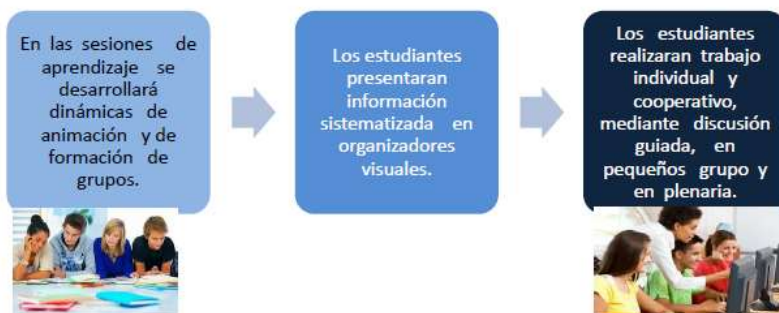 En las sesiones de
aprendizaje se
desarrollará
dinámicas de
animación y de
formación de
grupos.
Los estudiantes
presentaran
información
sistematizada en
organizadores
visuales.
Los estudiantes
realizaran trabajo
individual y
cooperativo,
mediante discusión
guiada, en
pequeños grupo y
en plenaria.